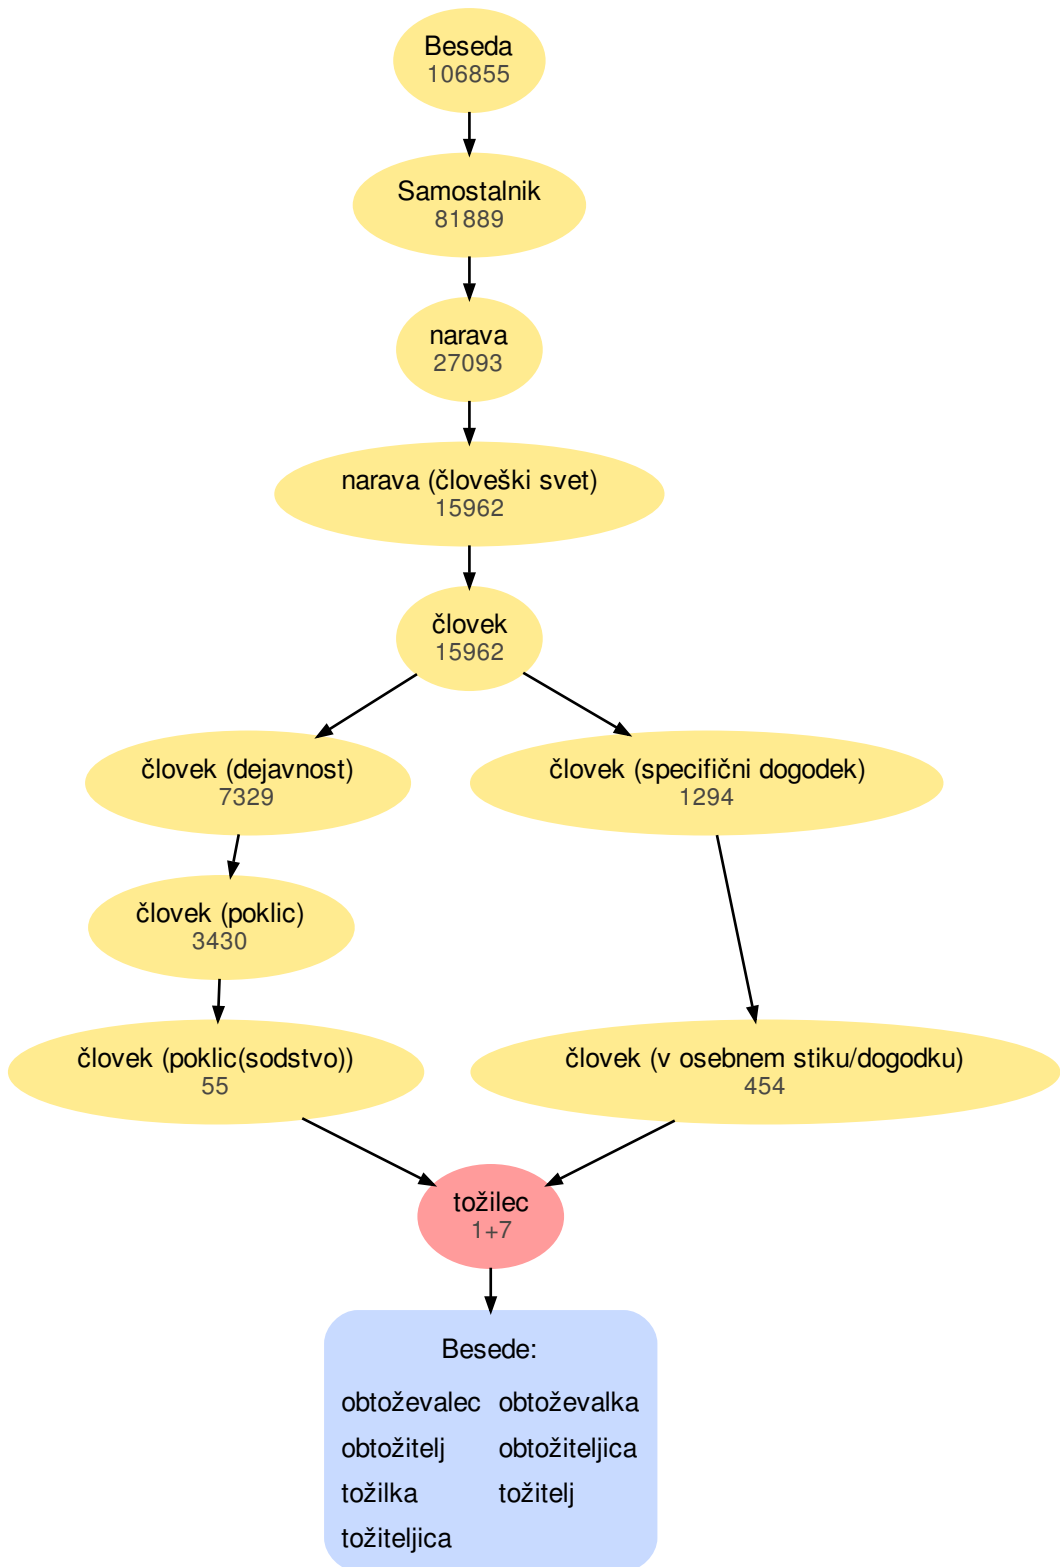 Beseda
106855
Samostalnik
81889
narava
27093
narava (človeški svet)
15962
človek
15962
človek (dejavnost)
7329
človek (specifični dogodek)
1294
človek (poklic)
3430
človek (poklic(sodstvo))
55
človek (v osebnem stiku/dogodku)
454
tožilec
1+7
Besede:
obtoževalec obtoževalka
obtožitelj obtožiteljica
tožilka tožitelj
tožiteljica